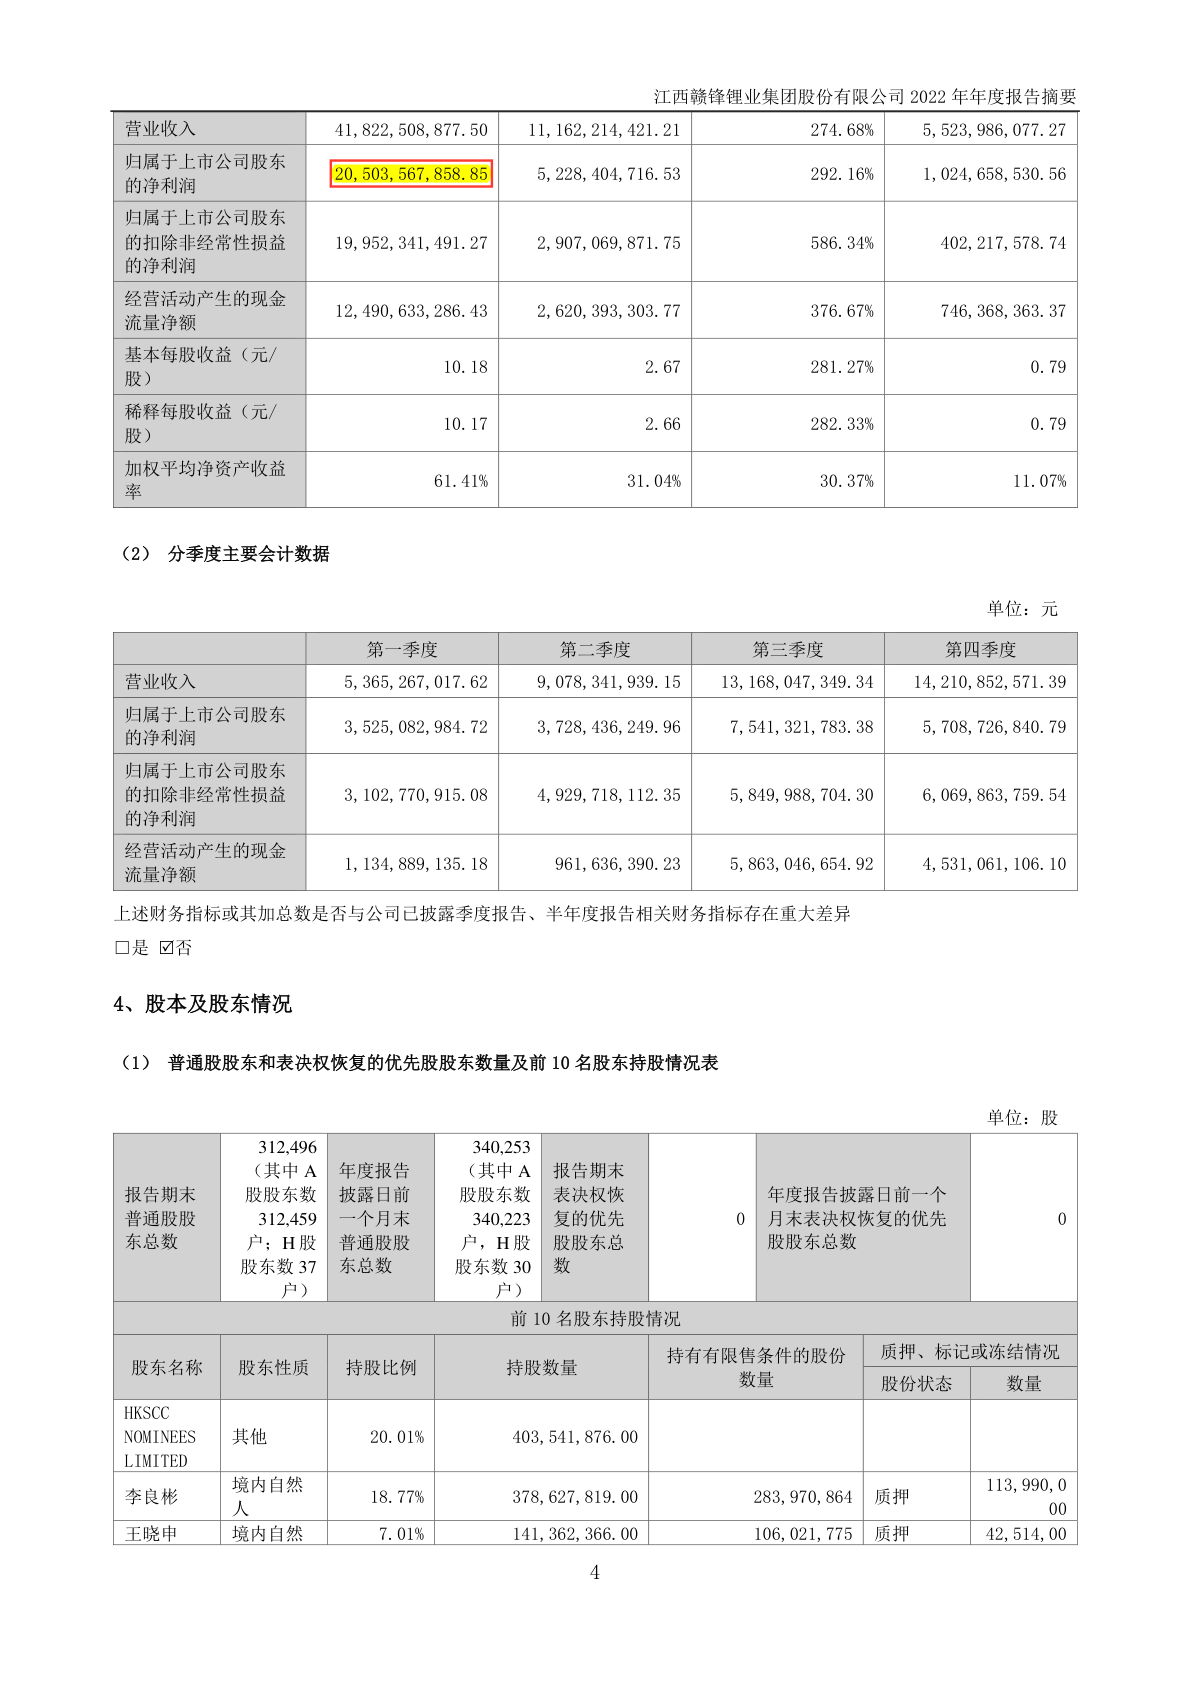 江西赣锋锂业集团股份有限公司 2022 年年度报告摘要
营业收入 41,822,508,877.50 11,162,214,421.21 274.68% 5,523,986,077.27
归属于上市公司股东
的净利润 20,503,567,858.85 5,228,404,716.53 292.16% 1,024,658,530.56
归属于上市公司股东
的扣除非经常性损益 19,952,341,491.27 2,907,069,871.75 586.34% 402,217,578.74
的净利润
经营活动产生的现金
流量净额 12,490,633,286.43 2,620,393,303.77 376.67% 746,368,363.37
基本每股收益（元/
股） 10.18 2.67 281.27% 0.79
稀释每股收益（元/
股） 10.17 2.66 282.33% 0.79
加权平均净资产收益
率 61.41% 31.04% 30.37% 11.07%
（2） 分季度主要会计数据
单位：元
第一季度 第二季度 第三季度 第四季度
营业收入 5,365,267,017.62 9,078,341,939.15 13,168,047,349.34 14,210,852,571.39
归属于上市公司股东
的净利润 3,525,082,984.72 3,728,436,249.96 7,541,321,783.38 5,708,726,840.79
归属于上市公司股东
的扣除非经常性损益 3,102,770,915.08 4,929,718,112.35 5,849,988,704.30 6,069,863,759.54
的净利润
经营活动产生的现金
流量净额 1,134,889,135.18 961,636,390.23 5,863,046,654.92 4,531,061,106.10
上述财务指标或其加总数是否与公司已披露季度报告、半年度报告相关财务指标存在重大差异
□是 ☑否
4、股本及股东情况
（1） 普通股股东和表决权恢复的优先股股东数量及前 10 名股东持股情况表
单位：股
报告期末
普通股股
东总数
312,496
（其中 A
股股东数
312,459
户；H 股
股东数 37
户）
年度报告
披露日前
一个月末
普通股股
东总数
340,253
（其中 A
股股东数
340,223
户，H 股
股东数 30
户）
报告期末
表决权恢
复的优先
股股东总
数
0
年度报告披露日前一个
月末表决权恢复的优先
股股东总数
0
前 10 名股东持股情况
股东名称 股东性质 持股比例 持股数量
持有有限售条件的股份
数量
质押、标记或冻结情况
股份状态 数量
HKSCC
NOMINEES
LIMITED
其他 20.01% 403,541,876.00
李良彬
境内自然
人
18.77% 378,627,819.00 283,970,864 质押
113,990,0
00
王晓申 境内自然 7.01% 141,362,366.00 106,021,775 质押 42,514,00
4